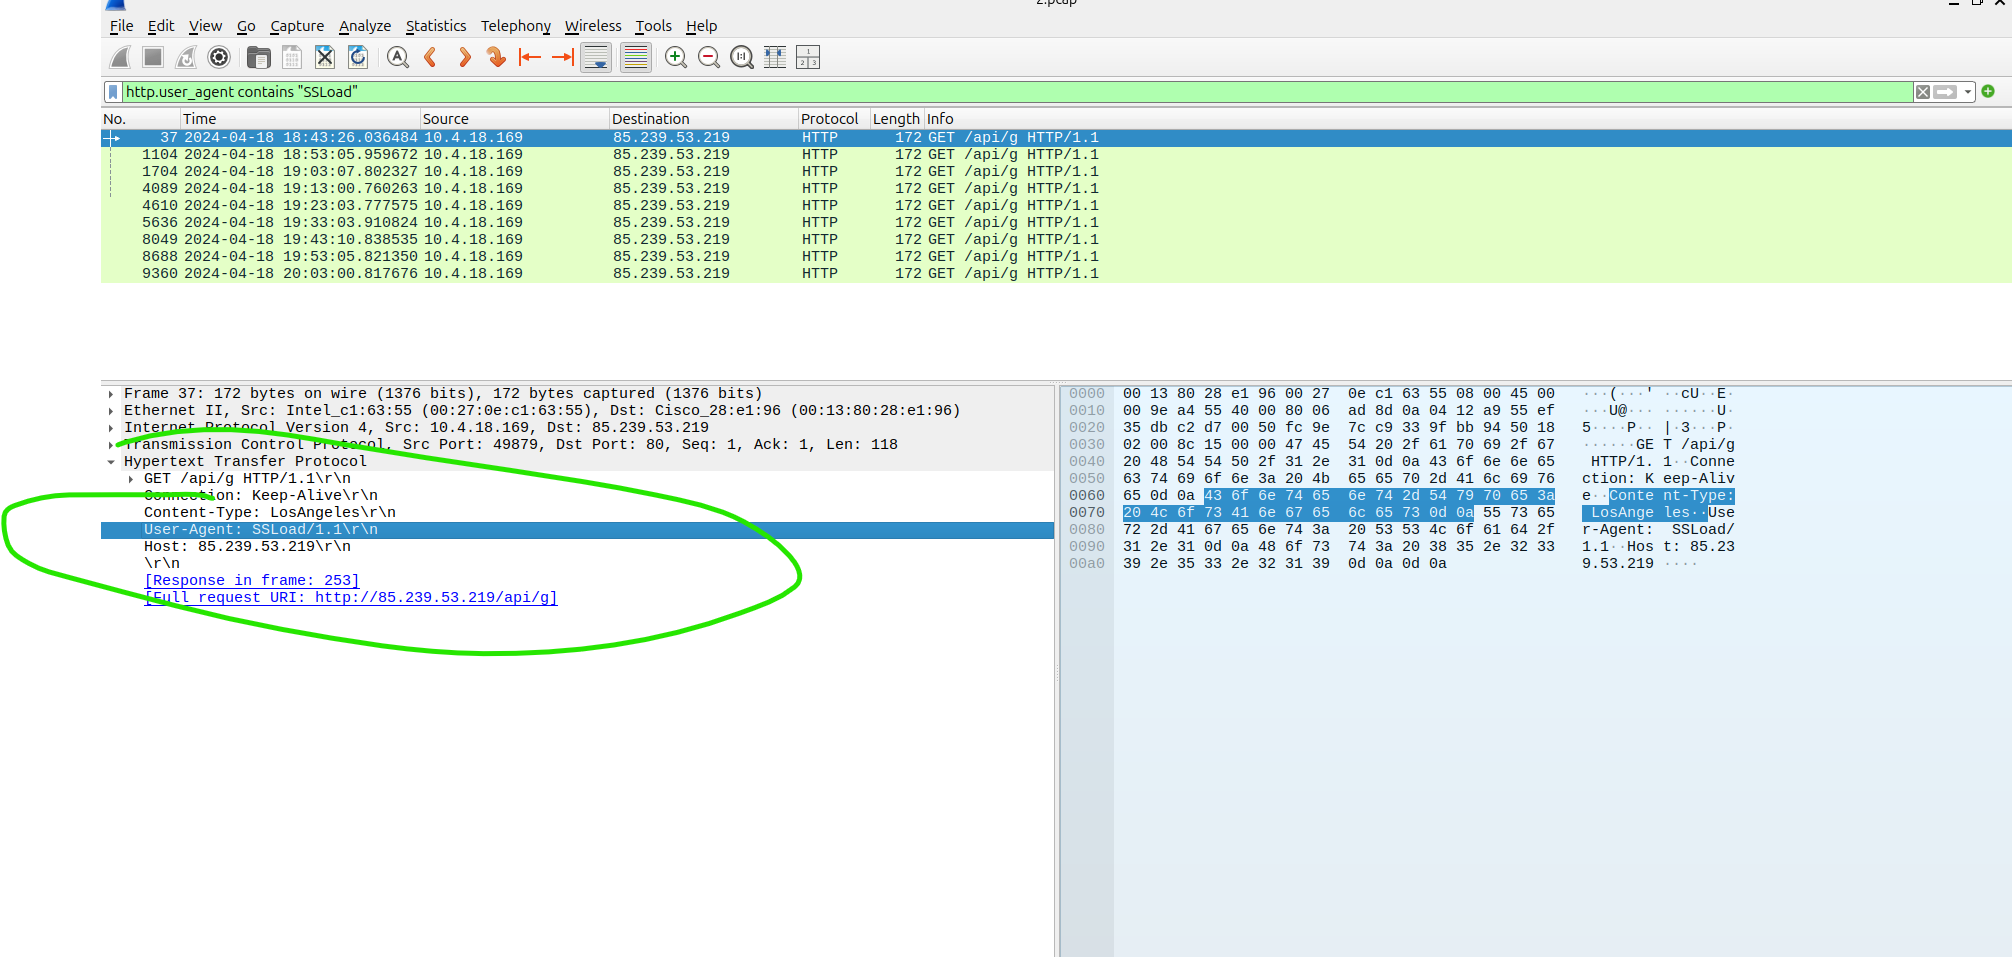 2.pcap
File Edit View Go Capture Analyze Statistics Telephony Wireless Tools Help
http.user_agent contains "SSLoad"
No. Time Source Destination Protocol Length Info
37 2024-04-18 18:43:26.036484 10.4.18.169 85.239.53.219 HTTP 172 GET /api/g HTTP/1.1
1104 2024-04-18 18:53:05.959672 10.4.18.169 85.239.53.219 HTTP 172 GET /api/g HTTP/1.1
1704 2024-04-18 19:03:07.802327 10.4.18.169 85.239.53.219 HTTP 172 GET /api/g HTTP/1.1
4089 2024-04-18 19:13:00.760263 10.4.18.169 85.239.53.219 HTTP 172 GET /api/g HTTP/1.1
4610 2024-04-18 19:23:03.777575 10.4.18.169 85.239.53.219 HTTP 172 GET /api/g HTTP/1.1
5636 2024-04-18 19:33:03.910824 10.4.18.169 85.239.53.219 HTTP 172 GET /api/g HTTP/1.1
8049 2024-04-18 19:43:10.838535 10.4.18.169 85.239.53.219 HTTP 172 GET /api/g HTTP/1.1
8688 2024-04-18 19:53:05.821350 10.4.18.169 85.239.53.219 HTTP 172 GET /api/g HTTP/1.1
9360 2024-04-18 20:03:00.817676 10.4.18.169 85.239.53.219 HTTP 172 GET /api/g HTTP/1.1
Frame 37: 172 bytes on wire (1376 bits), 172 bytes captured (1376 bits)
Ethernet II, Src: Intel_c1:63:55 (00:27:0e:c1:63:55), Dst: Cisco_28:e1:96 (00:13:80:28:e1:96)
Internet Protocol Version 4, Src: 10.4.18.169, Dst: 85.239.53.219
Transmission Control Protocol, Src Port: 49879, Dst Port: 80, Seq: 1, Ack: 1, Len: 118
Hypertext Transfer Protocol
GET /api/g HTTP/1.1\r\n
Connection: Keep-Alive\r\n
Content-Type: LosAngeles\r\n
User-Agent: SSLoad/1.1\r\n
Host: 85.239.53.219\r\n
\r\n
[Response in frame: 253]
[Full request URI: http://85.239.53.219/api/g]
0000 00 13 80 28 e1 96 00 27 0e c1 63 55 08 00 45 00 ···(···' ··cU··E·
0010 00 9e a4 55 40 00 80 06 ad 8d 0a 04 12 a9 55 ef ···U@··· ······U·
0020 35 db c2 d7 00 50 fc 9e 7c c9 33 9f bb 94 50 18 5····P·· |·3···P·
0030 02 00 8c 15 00 00 47 45 54 20 2f 61 70 69 2f 67 ······GE T /api/g
0040 20 48 54 54 50 2f 31 2e 31 0d 0a 43 6f 6e 6e 65 HTTP/1. 1··Conne
0050 63 74 69 6f 6e 3a 20 4b 65 65 70 2d 41 6c 69 76 ction: K eep-Aliv
0060 65 0d 0a 43 6f 6e 74 65 6e 74 2d 54 79 70 65 3a e··Conte nt-Type:
0070 20 4c 6f 73 41 6e 67 65 6c 65 73 0d 0a 55 73 65 LosAnge les··Use
0080 72 2d 41 67 65 6e 74 3a 20 53 53 4c 6f 61 64 2f r-Agent: SSLoad/
0090 31 2e 31 0d 0a 48 6f 73 74 3a 20 38 35 2e 32 33 1.1··Hos t: 85.23
00a0 39 2e 35 33 2e 32 31 39 0d 0a 0d 0a 9.53.219 ····